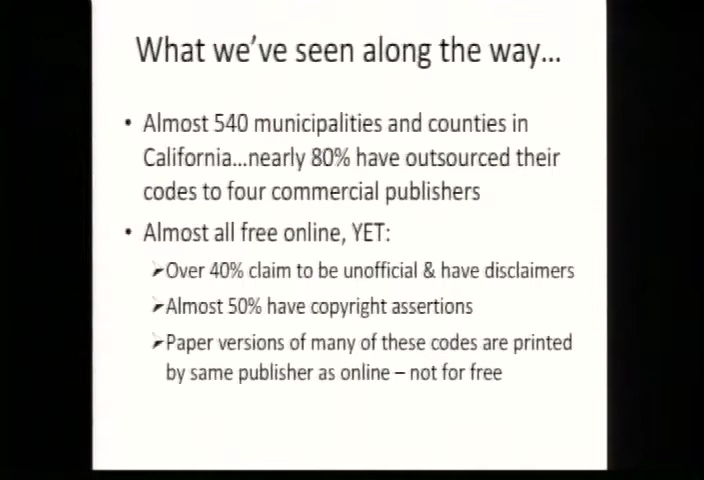 What we've seen along the way...
• Almost 540 municipalities and counties in
California...nearly 80% have outsourced their
codes to four commercial publishers
• Almost all free online, YET:
➢Over 40% claim to be unofficial & have disclaimers
➢Almost 50% have copyright assertions
➢Paper versions of many of these codes are printed
by same publisher as online – not for free